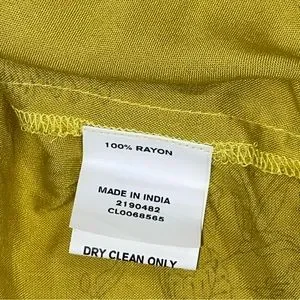 100% RAYON
MADE IN INDIA
2190482
CL0068565
DRY CLEAN ONLY